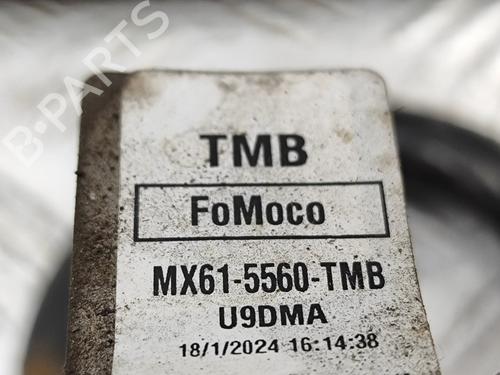 B-PARTS
TMB
FoMoco
MX61-5560-TMB
U9DMA
18/1/2024 16:14:38